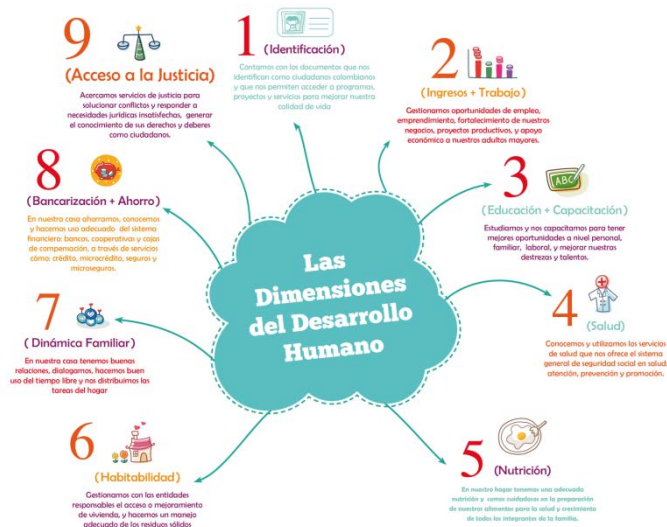 Las
Dimensiones
del Desarrollo
Humano
1
(Identificación)
Contamos con los documentos que nos
identifican como ciudadanos colombianos
y que nos permiten acceder a programas,
proyectos y servicios para mejorar nuestra
calidad de vida
2
(Ingresos + Trabajo)
Gestionamos oportunidades de empleo,
emprendimiento, fortalecimiento de nuestros
negocios, proyectos productivos, y apoyo
económico a nuestros adultos mayores.
3
ABC
(Educación + Capacitación)
Estudiamos y nos capacitamos para tener
mejores oportunidades a nivel personal,
familiar, laboral, y mejorar nuestras
destrezas y talentos.
4
(Salud)
Conocemos y utilizamos los servicios
de salud que nos ofrece el sistema
general de seguridad social en salud:
atención, prevención y promoción.
5
(Nutrición)
En nuestro hogar tenemos una adecuada
nutrición y somos cuidadosos en la preparación
de nuestros alimentos para la salud y crecimiento
de todos los integrantes de la familia.
6
(Habitabilidad)
Gestionamos con las entidades
responsables el acceso o mejoramiento
de vivienda, y hacemos un manejo
adecuado de los residuos sólidos
7
(Dinámica Familiar)
En nuestra casa tenemos buenas
relaciones, dialogamos, hacemos buen
uso del tiempo libre y nos distribuimos las
tareas del hogar
8
(Bancarización + Ahorro)
En nuestra casa ahorramos, conocemos
y hacemos uso adecuado del sistema
financiero: bancos, cooperativa y cajas
de compensación, a través de servicios
cómo: crédito, microcrédito, seguros y
microseguros.
9
(Acceso a la Justicia)
Acercamos servicios de justicia para
solucionar conflictos y responder a
necesidades jurídicas insatisfechas, generar
el conocimiento de sus derechos y deberes
como ciudadanos.